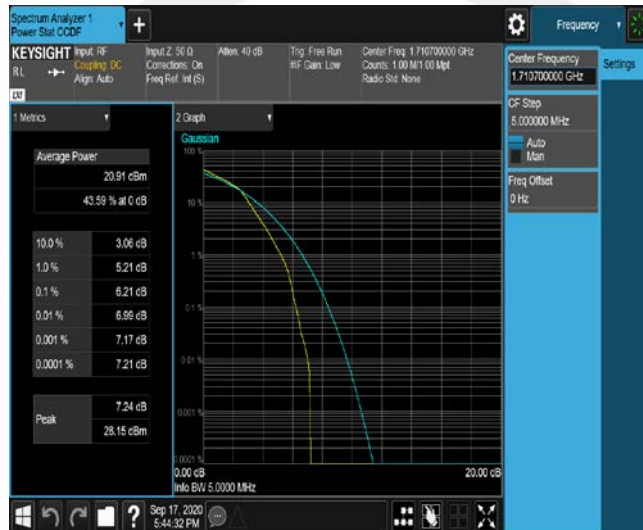 Spectrum Analyzer 1
Power Stat CCDF
+
Frequency
KEYSIGHT
RL
Input: RF
Coupling: DC
Align: Auto
Input Z: 50 Ω
Corrections: On
Freq Ref: Int (S)
Atten: 40 dB
Trig: Free Run
#IF Gain: Low
Center Freq: 1.710700000 GHz
Counts: 1.00 M/1.00 Mpt
Radio Std: None
Center Frequency
1.710700000 GHz
Settings
CF Step
5.000000 MHz
Auto
Man
Freq Offset
0 Hz
1 Metrics
Average Power
20.91 dBm
43.59 % at 0 dB
10.0 % 3.06 dB
1.0 % 5.21 dB
0.1 % 6.21 dB
0.01 % 6.99 dB
0.001 % 7.17 dB
0.0001 % 7.21 dB
Peak
7.24 dB
28.15 dBm
2 Graph
Gaussian
100 %
10 %
1 %
0.1 %
0.01 %
0.001 %
0.0001 %
0.00 dB 20.00 dB
Info BW 5.0000 MHz
?
Sep 17, 2020
5:44:32 PM